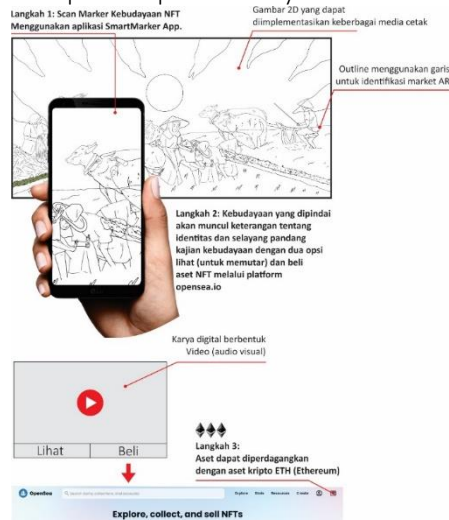 Langkah 1: Scan Marker Kebudayaan NFT
Menggunakan aplikasi SmartMarker App.
Gambar 2D yang dapat
diimplementasikan keberbagai media cetak
Outline menggunakan garis
untuk identifikasi market AR
Langkah 2: Kebudayaan yang dipindai
akan muncul keterangan tentang
identitas dan selayang pandang
kajian kebudayaan dengan dua opsi
lihat (untuk memutar) dan beli
aset NFT melalui platform
opensea.io
Karya digital berbentuk
Video (audio visual)
Lihat
Beli
Langkah 3:
Aset dapat diperdagangkan
dengan aset kripto ETH (Ethereum)
OpenSea
Explore
Create
Explore, collect, and sell NFTs